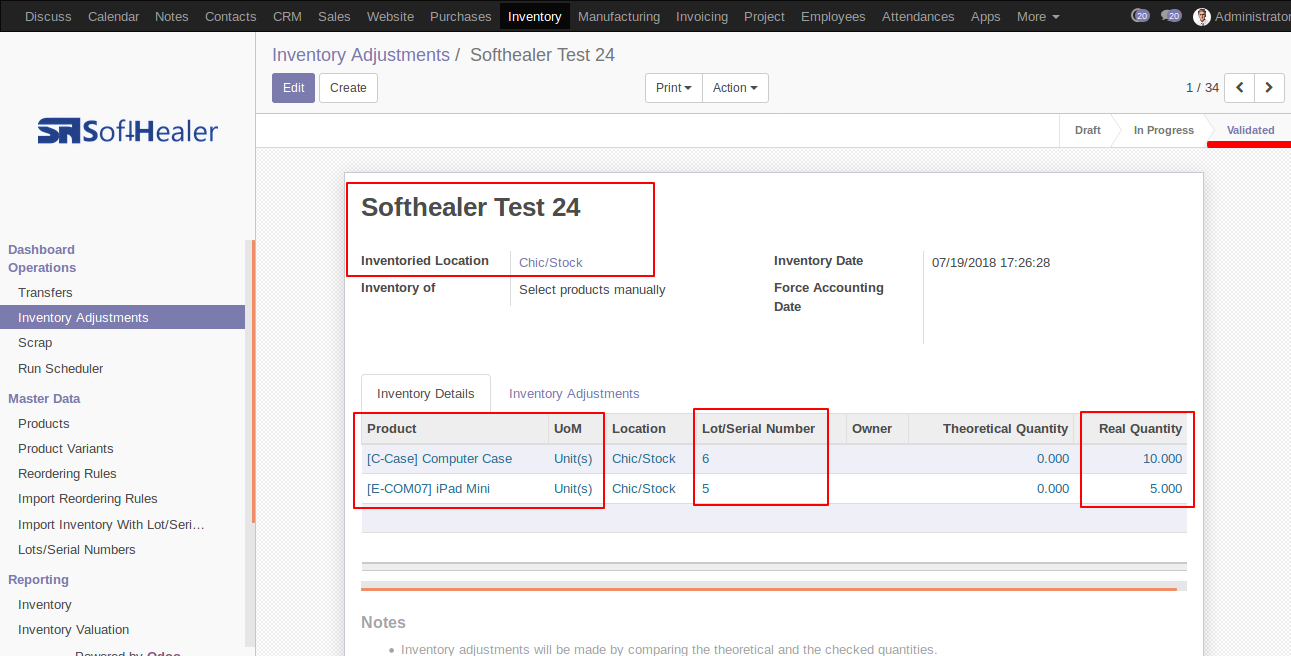 Discuss Calendar Notes Contacts CRM Sales Website Purchases Inventory Manufacturing Invoicing Project Employees Attendances Apps More 20 20 Administrator
Inventory Adjustments / Softhealer Test 24
Edit Create Print Action 1 / 34
SoftHealer
Draft In Progress Validated
Dashboard
Operations
Transfers
Inventory Adjustments
Scrap
Run Scheduler
Master Data
Products
Product Variants
Reordering Rules
Import Reordering Rules
Import Inventory With Lot/Seri…
Lots/Serial Numbers
Reporting
Inventory
Inventory Valuation
Powered by Odoo
Softhealer Test 24
Inventoried Location Chic/Stock
Inventory of Select products manually
Inventory Date 07/19/2018 17:26:28
Force Accounting
Date
Inventory Details Inventory Adjustments
Product UoM Location Lot/Serial Number Owner Theoretical Quantity Real Quantity
[C-Case] Computer Case Unit(s) Chic/Stock 6 0.000 10.000
[E-COM07] iPad Mini Unit(s) Chic/Stock 5 0.000 5.000
Notes
Inventory adjustments will be made by comparing the theoretical and the checked quantities.